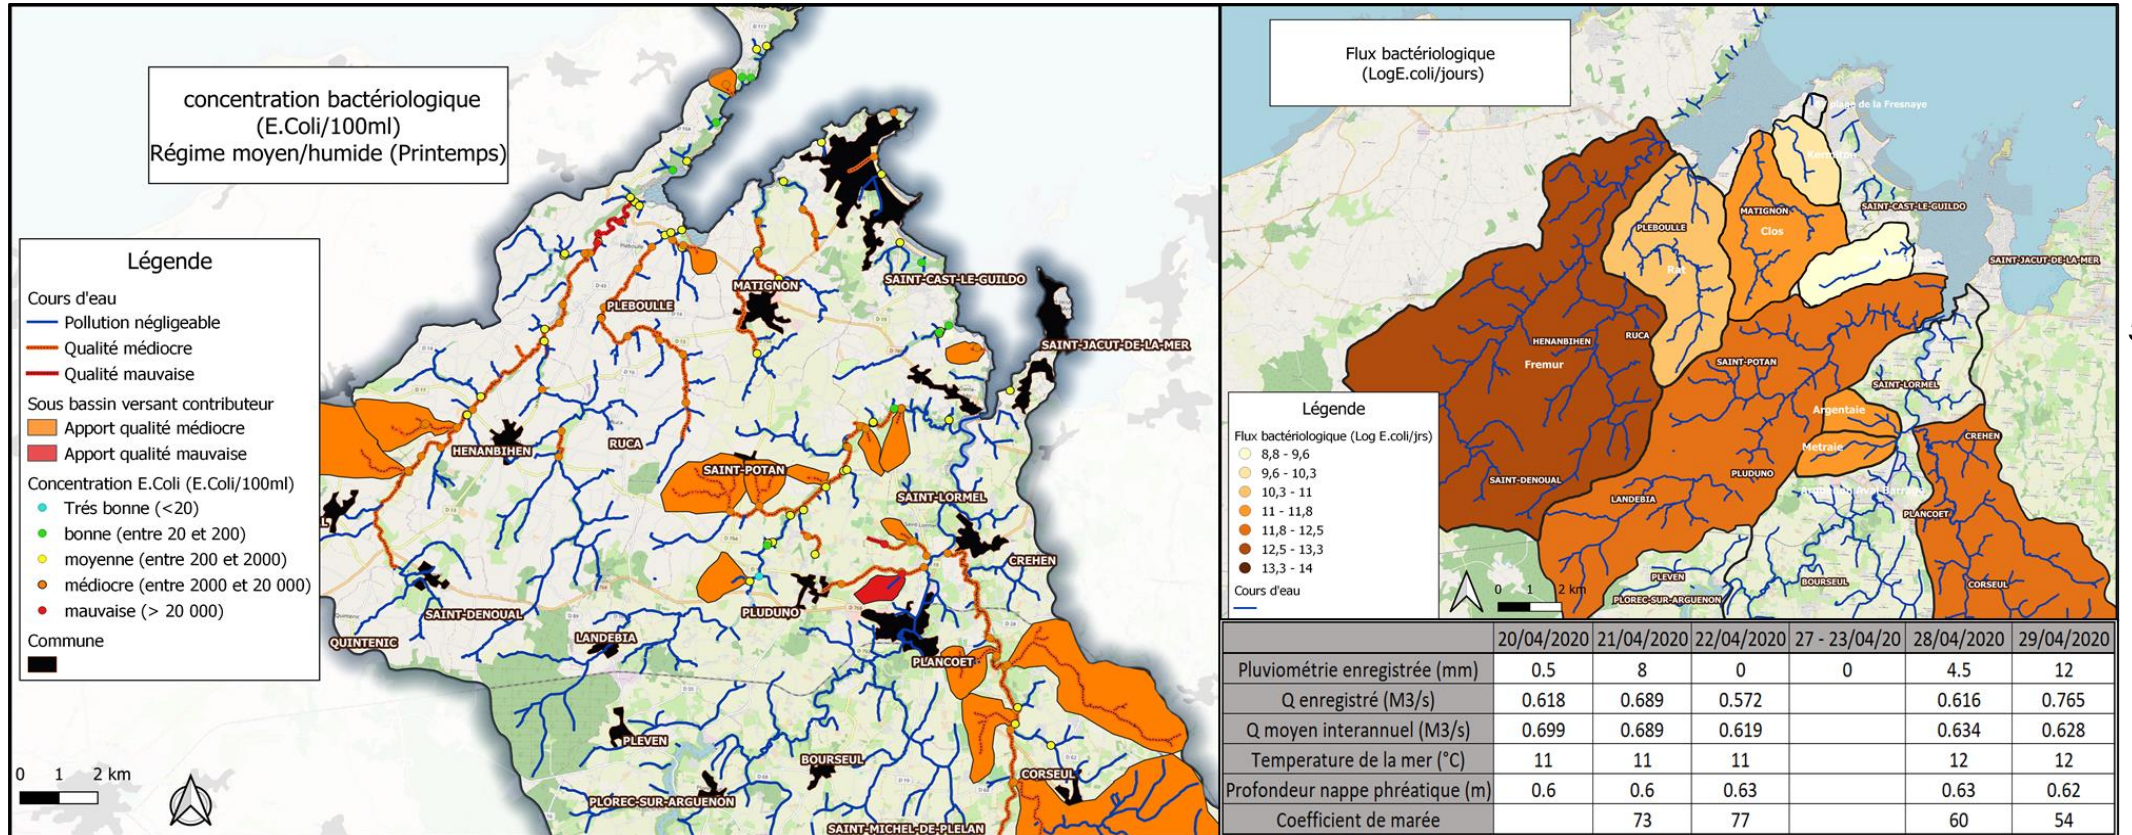 concentration bactériologique
(E.Coli/100ml)
Régime moyen/humide (Printemps)
Légende
Cours d'eau
Pollution négligeable
Qualité médiocre
Qualité mauvaise
Sous bassin versant contributeur
Apport qualité médiocre
Apport qualité mauvaise
Concentration E.Coli (E.Coli/100ml)
Trés bonne (<20)
bonne (entre 20 et 200)
moyenne (entre 200 et 2000)
médiocre (entre 2000 et 20 000)
mauvaise (> 20 000)
Commune
0 1 2 km
PLEBOULLE
MATIGNON
SAINT-CAST-LE-GUILDO
SAINT-JACUT-DE-LA-MER
HENANBIHEN
RUCA
SAINT-POTAN
SAINT-LORMEL
CREHEN
SAINT-DENOUAL
PLUDUNO
QUINTENIC
LANDEBIA
PLANCOET
PLEVEN
BOURSEUL
CORSEUL
PLOREC-SUR-ARGUENON
SAINT-MICHEL-DE-PLELAN
Flux bactériologique
(LogE.coli/jours)
de la Fresnaye
SAINT-CAST-LE-GUILDO
MATIGNON
PLEBOULLE
Clos
SAINT-JACUT-DE-LA-MER
Rat
HENANBIHEN
RUCA
Fremur
SAINT-POTAN
SAINT-LORMEL
Argentaie
CREHEN
Metraie
SAINT-DENOUAL
PLUDUNO
LANDEBIA
PLANCOET
PLEVEN
BOURSEUL
CORSEUL
PLOREC-SUR-ARGUENON
Légende
Flux bactériologique (Log E.coli/jrs)
8,8 - 9,6
9,6 - 10,3
10,3 - 11
11 - 11,8
11,8 - 12,5
12,5 - 13,3
13,3 - 14
Cours d'eau
0 1 2 km
20/04/2020 21/04/2020 22/04/2020 27 - 23/04/20 28/04/2020 29/04/2020
Pluviométrie enregistrée (mm) 0.5 8 0 0 4.5 12
Q enregistré (M3/s) 0.618 0.689 0.572 0.616 0.765
Q moyen interannuel (M3/s) 0.699 0.689 0.619 0.634 0.628
Temperature de la mer (°C) 11 11 11 12 12
Profondeur nappe phréatique (m) 0.6 0.6 0.63 0.63 0.62
Coefficient de marée 73 77 60 54